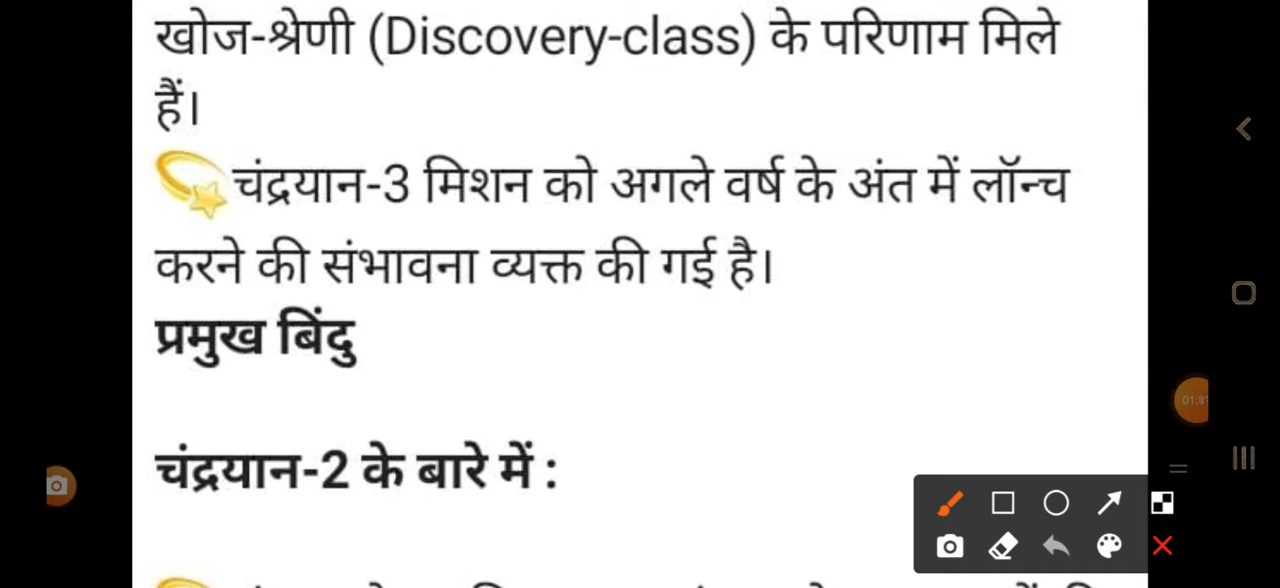 खोज-श्रेणी (Discovery-class) के परिणाम मिले
हैं।
चंद्रयान-3 मिशन को अगले वर्ष के अंत में लॉन्च
करने की संभावना व्यक्त की गई है।
प्रमुख बिंदु
चंद्रयान-2 के बारे में :